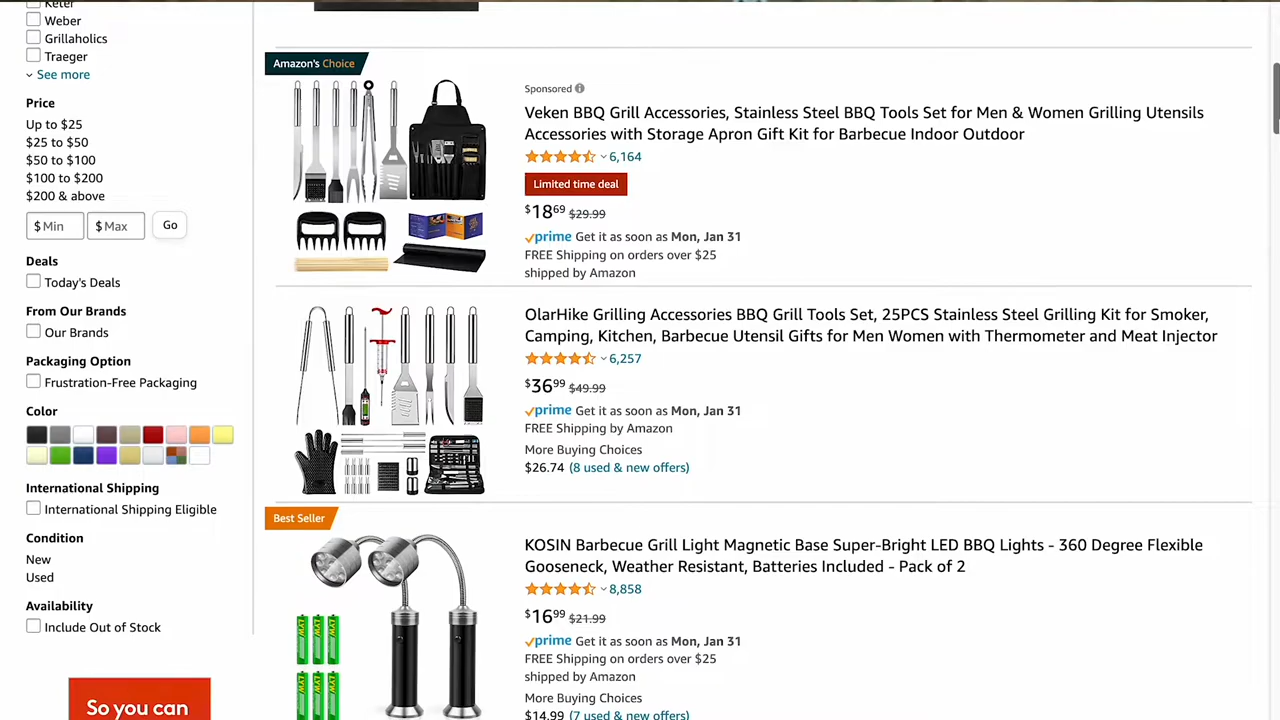 Keter
Weber
Grillaholics
Traeger
See more
Price
Up to $25
$25 to $50
$50 to $100
$100 to $200
$200 & above
$ Min
$ Max
Go
Deals
Today's Deals
From Our Brands
Our Brands
Packaging Option
Frustration-Free Packaging
Color
International Shipping
International Shipping Eligible
Condition
New
Used
Availability
Include Out of Stock
So you can
Amazon's Choice
Sponsored
Veken BBQ Grill Accessories, Stainless Steel BBQ Tools Set for Men & Women Grilling Utensils
Accessories with Storage Apron Gift Kit for Barbecue Indoor Outdoor
6,164
Limited time deal
$18 69 $29.99
prime Get it as soon as Mon, Jan 31
FREE Shipping on orders over $25
shipped by Amazon
OlarHike Grilling Accessories BBQ Grill Tools Set, 25PCS Stainless Steel Grilling Kit for Smoker,
Camping, Kitchen, Barbecue Utensil Gifts for Men Women with Thermometer and Meat Injector
6,257
$36 99 $49.99
prime Get it as soon as Mon, Jan 31
FREE Shipping by Amazon
More Buying Choices
$26.74 (8 used & new offers)
Best Seller
KOSIN Barbecue Grill Light Magnetic Base Super-Bright LED BBQ Lights - 360 Degree Flexible
Gooseneck, Weather Resistant, Batteries Included - Pack of 2
8,858
$16 99 $21.99
prime Get it as soon as Mon, Jan 31
FREE Shipping on orders over $25
shipped by Amazon
More Buying Choices
$14.99 (7 used & new offers)